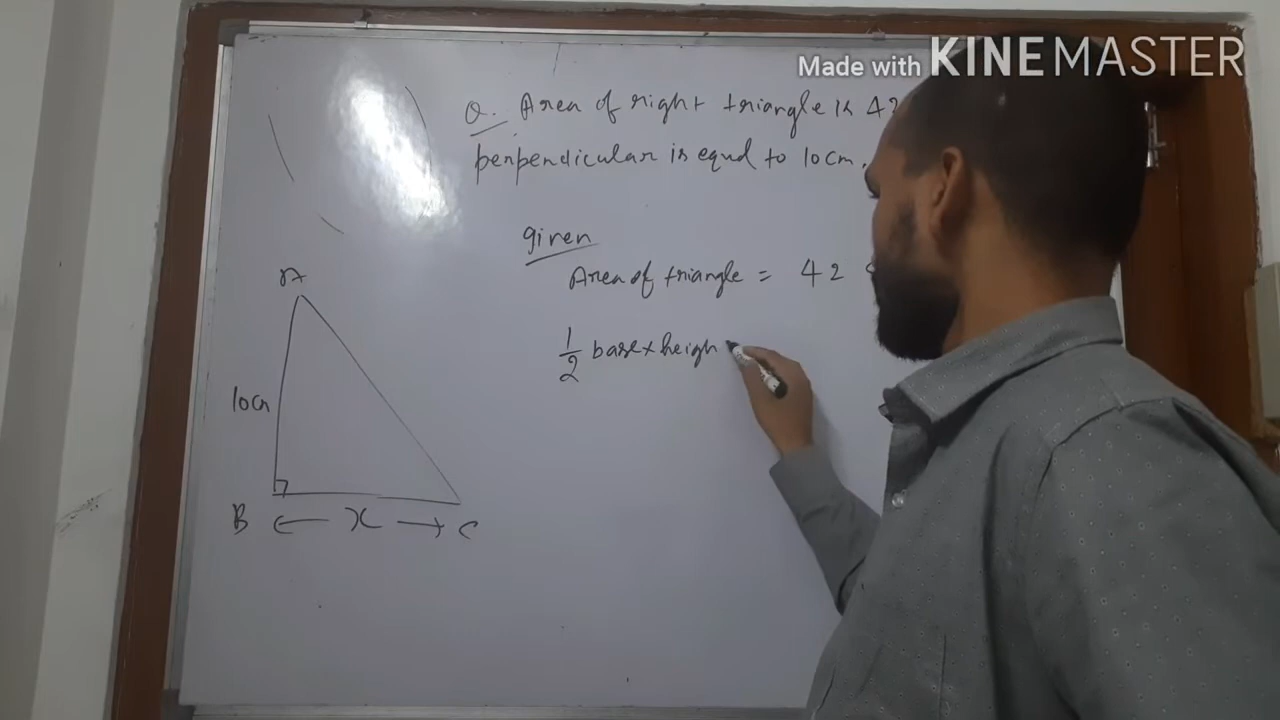 Made with KINEMASTER
Q. Area of right triangle is 42
perpendicular is equal to 10cm.
given
Area of triangle = 42
1/2 base x heigh
A
10cm
B x C